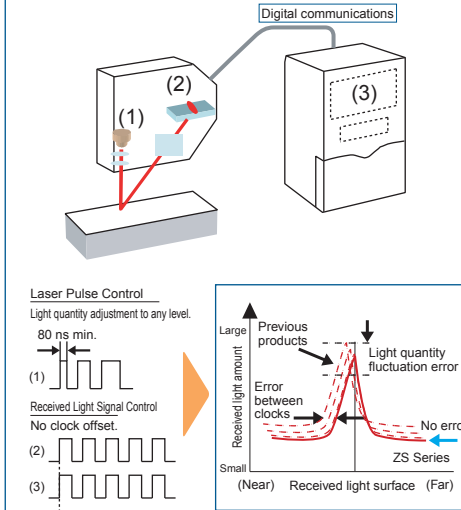 Digital communications
(1)
(2)
(3)
Laser Pulse Control
Light quantity adjustment to any level.
80 ns min.
(1)
Received Light Signal Control
No clock offset.
(2)
(3)
Large
Received light amount
Small
Previous
products
Error
between
clocks
Light quantity
fluctuation error
No erro
ZS Series
(Near)
Received light surface
(Far)